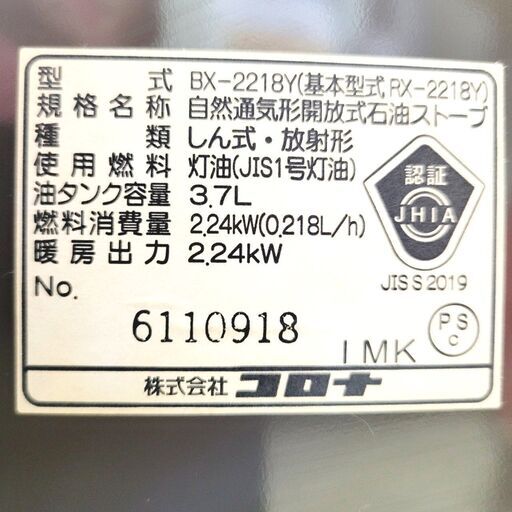 型式 BX-2218Y(基本型式 RX-2218Y)
規格名称 自然通気形開放式石油ストーブ
種類 しん式・放射形
使用燃料 灯油(JIS1号灯油)
油タンク容量 3.7L
燃料消費量 2.24kW(0.218L/h)
暖房出力 2.24kW
認証
JHIA
JIS S 2019
No.
6110918
IMK
PS
C
株式会社 コロナ